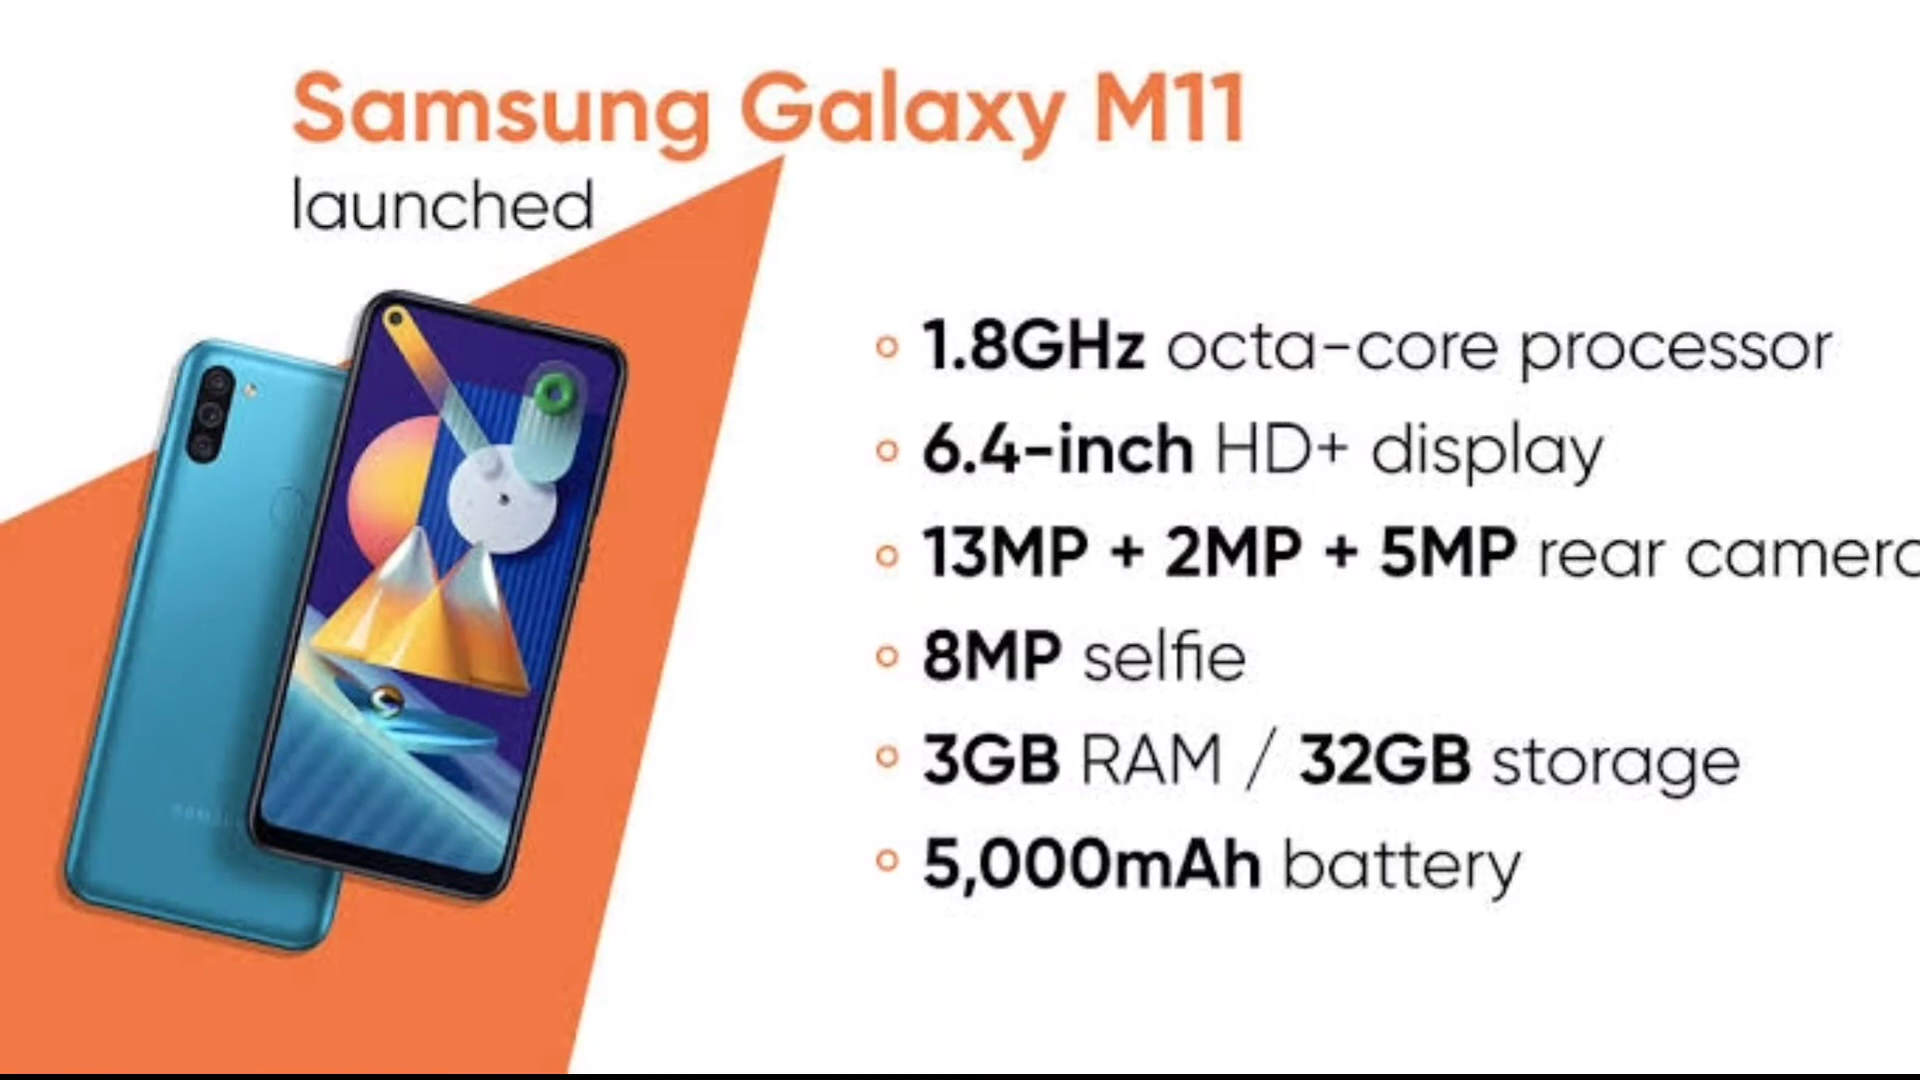 Samsung Galaxy M11
launched
1.8GHz octa-core processor
6.4-inch HD+ display
13MP + 2MP + 5MP rear camera
8MP selfie
3GB RAM / 32GB storage
5,000mAh battery